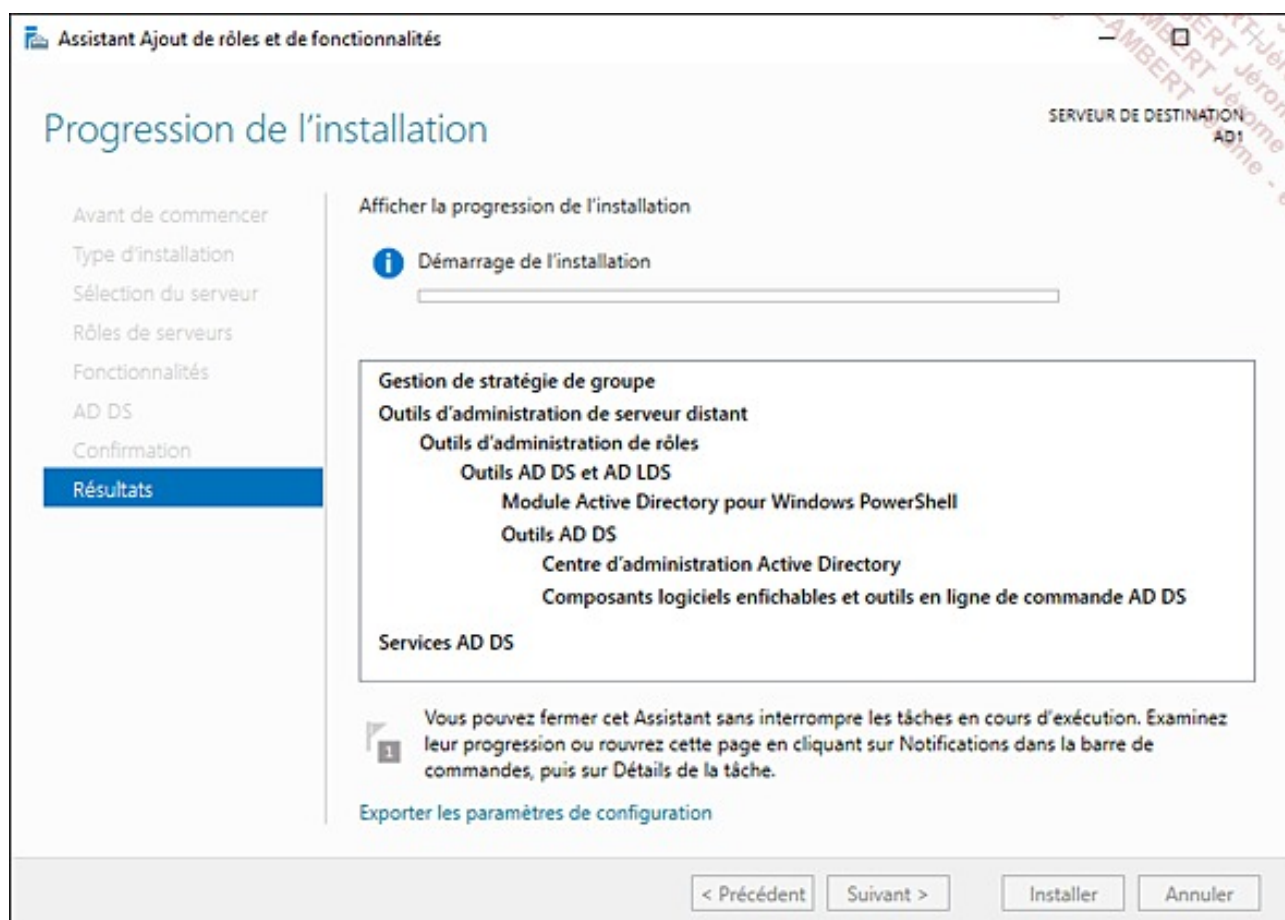 Assistant Ajout de rôles et de fonctionnalités
Progression de l'installation
SERVEUR DE DESTINATION
AD1
Avant de commencer
Type d'installation
Sélection du serveur
Rôles de serveurs
Fonctionnalités
AD DS
Confirmation
Résultats
Afficher la progression de l'installation
Démarrage de l'installation
Gestion de stratégie de groupe
Outils d'administration de serveur distant
Outils d'administration de rôles
Outils AD DS et AD LDS
Module Active Directory pour Windows PowerShell
Outils AD DS
Centre d'administration Active Directory
Composants logiciels enfichables et outils en ligne de commande AD DS
Services AD DS
1
Vous pouvez fermer cet Assistant sans interrompre les tâches en cours d'exécution. Examinez
leur progression ou rouvrez cette page en cliquant sur Notifications dans la barre de
commandes, puis sur Détails de la tâche.
Exporter les paramètres de configuration
< Précédent
Suivant >
Installer
Annuler
LAMBERT Jérôme